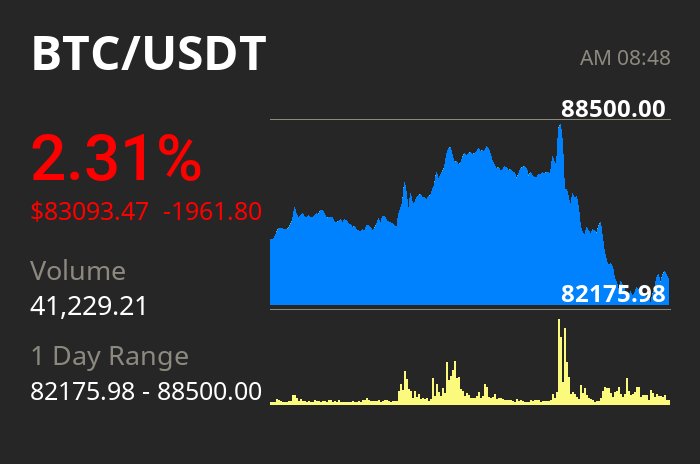 BTC/USDT
AM 08:48
88500.00
2.31%
$83093.47 -1961.80
Volume
41,229.21
82175.98
1 Day Range
82175.98 - 88500.00